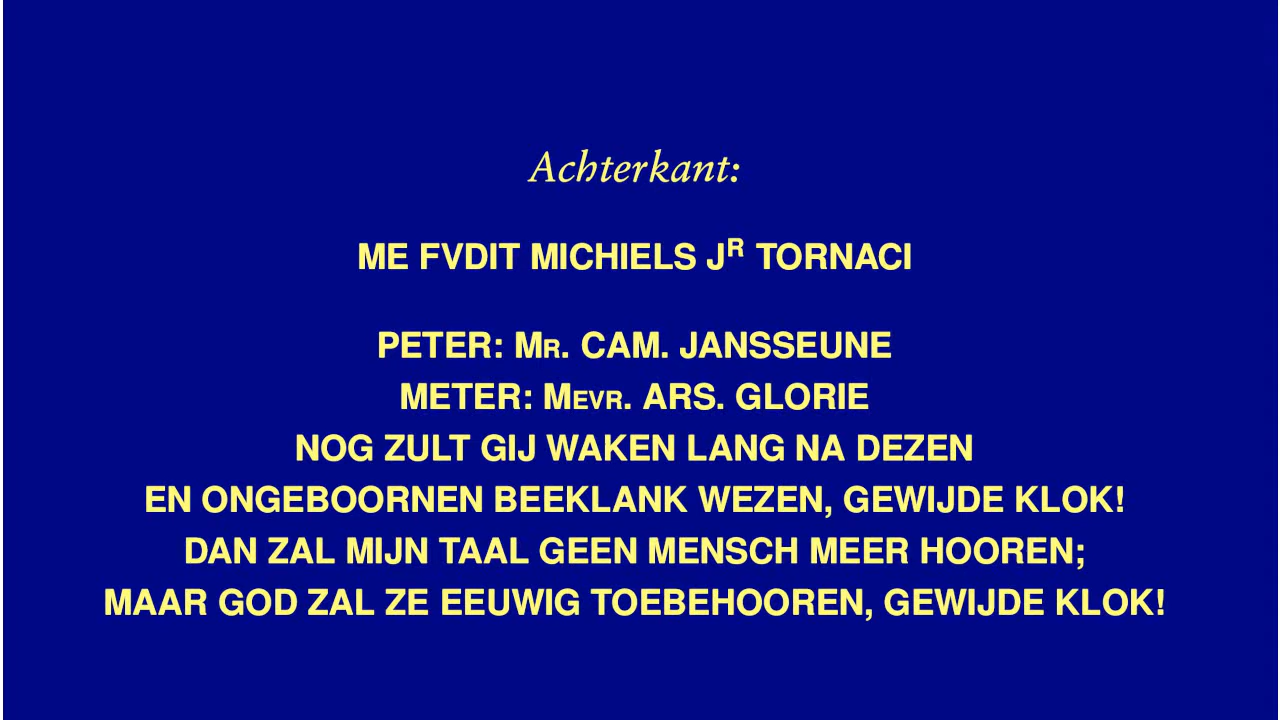 Achterkant:
ME FVDIT MICHIELS Jᴿ TORNACI
PETER: Mr. CAM. JANSSEUNE
METER: Mevr. ARS. GLORIE
NOG ZULT GIJ WAKEN LANG NA DEZEN
EN ONGEBOORNEN BEEKLANK WEZEN, GEWIJDE KLOK!
DAN ZAL MIJN TAAL GEEN MENSCH MEER HOOREN;
MAAR GOD ZAL ZE EEUWIG TOEBEHOOREN, GEWIJDE KLOK!